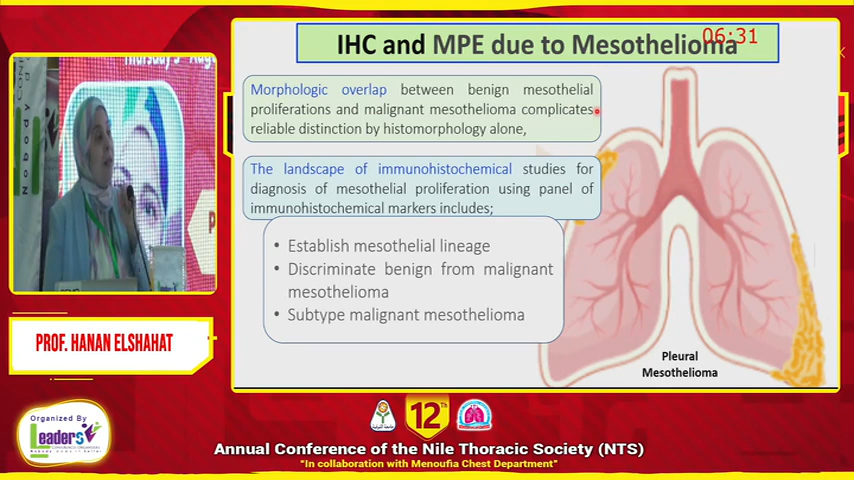 Thursday 3
Nobody
IHC and MPE due to Mesothelioma
06:31
Morphologic overlap between benign mesothelial
proliferations and malignant mesothelioma complicates
reliable distinction by histomorphology alone,
The landscape of immunohistochemical studies for
diagnosis of mesothelial proliferation using panel of
immunohistochemical markers includes;
• Establish mesothelial lineage
• Discriminate benign from malignant
mesothelioma
• Subtype malignant mesothelioma
Pleural
Mesothelioma
PROF. HANAN ELSHAHAT
Organized By
Leaders
12Th
Annual Conference of the Nile Thoracic Society (NTS)
"In collaboration with Menoufia Chest Department"